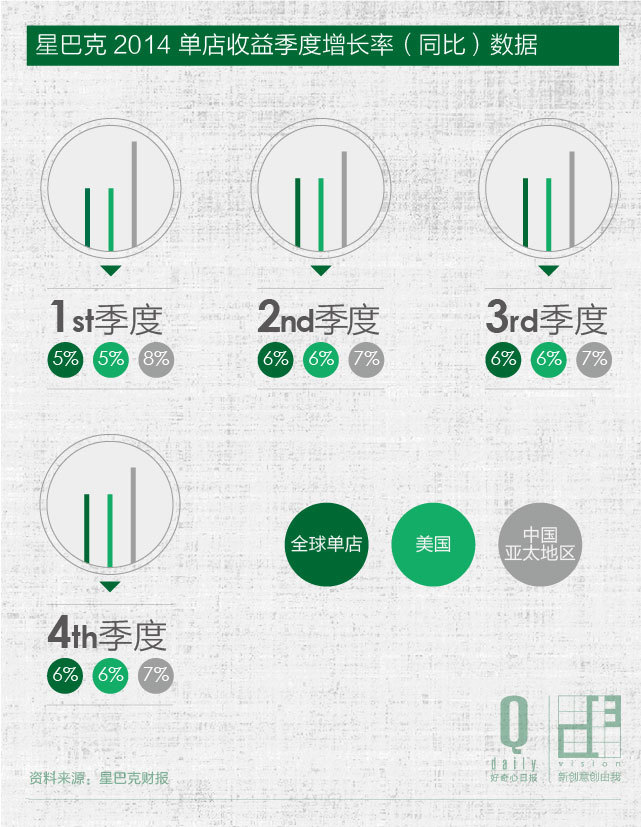 星巴克 2014 单店收益季度增长率（同比）数据
1st季度
5% 5% 8%
2nd季度
6% 6% 7%
3rd季度
6% 6% 7%
4th季度
6% 6% 7%
全球单店
美国
中国
亚太地区
资料来源：星巴克财报
Q
daily
好奇心日报
d3
vision
新创意创由我